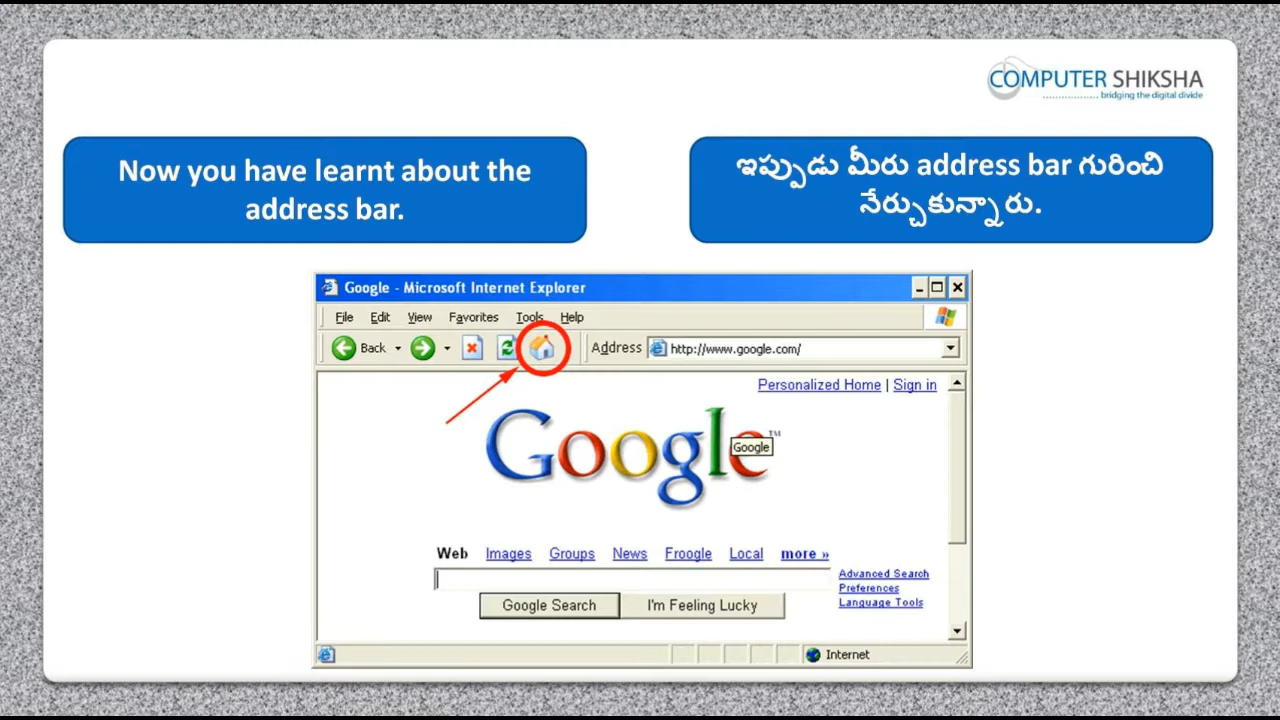 COMPUTER SHIKSHA
bridging the digital divide
Now you have learnt about the
address bar.
ఇప్పుడు మీరు address bar గురించి
నేర్చుకున్నారు.
Google - Microsoft Internet Explorer
File Edit View Favorites Tools Help
Back Address http://www.google.com/
Personalized Home | Sign in
Google™
Google
Web Images Groups News Froogle Local more »
Advanced Search
Preferences
Language Tools
Google Search I'm Feeling Lucky
Internet